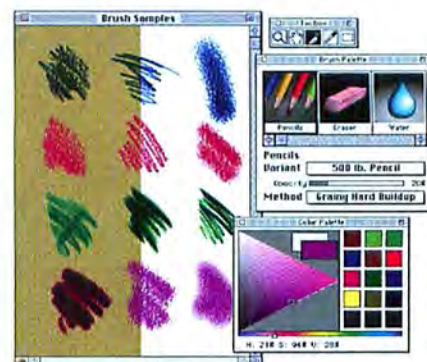 Brush Samples
Brush Palette
Pencils
Eraser
Water
Pencils
Variant
500 lb. Pencil
Opacity
Method
Grainy Hard Buildup
Color Palette